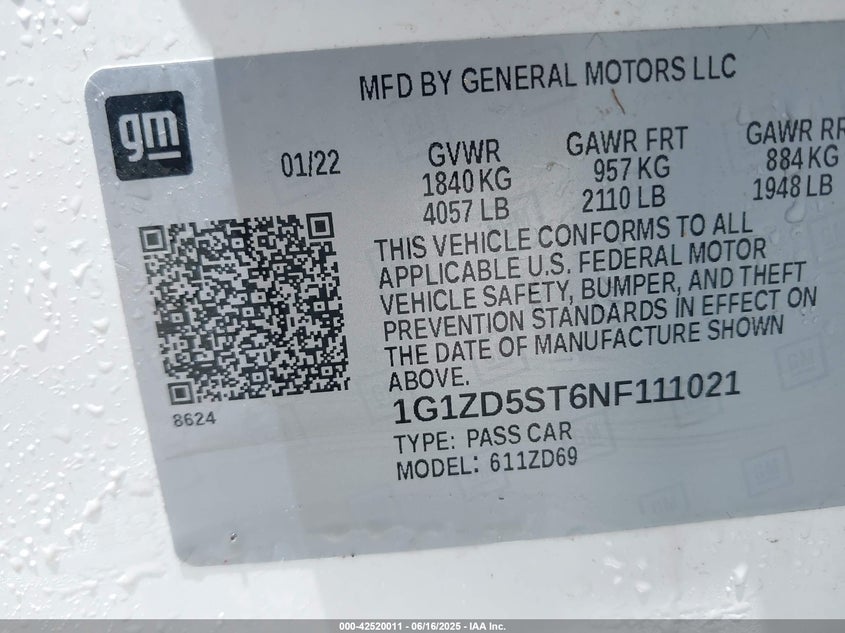 MFD BY GENERAL MOTORS LLC
gm
01/22
GVWR
1840 KG
4057 LB
GAWR FRT
957 KG
2110 LB
GAWR RR
884 KG
1948 LB
THIS VEHICLE CONFORMS TO ALL
APPLICABLE U.S. FEDERAL MOTOR
VEHICLE SAFETY, BUMPER, AND THEFT
PREVENTION STANDARDS IN EFFECT ON
THE DATE OF MANUFACTURE SHOWN
ABOVE.
8624
1G1ZD5ST6NF111021
TYPE: PASS CAR
MODEL: 611ZD69
000-42520011 - 06/16/2025 - IAA Inc.